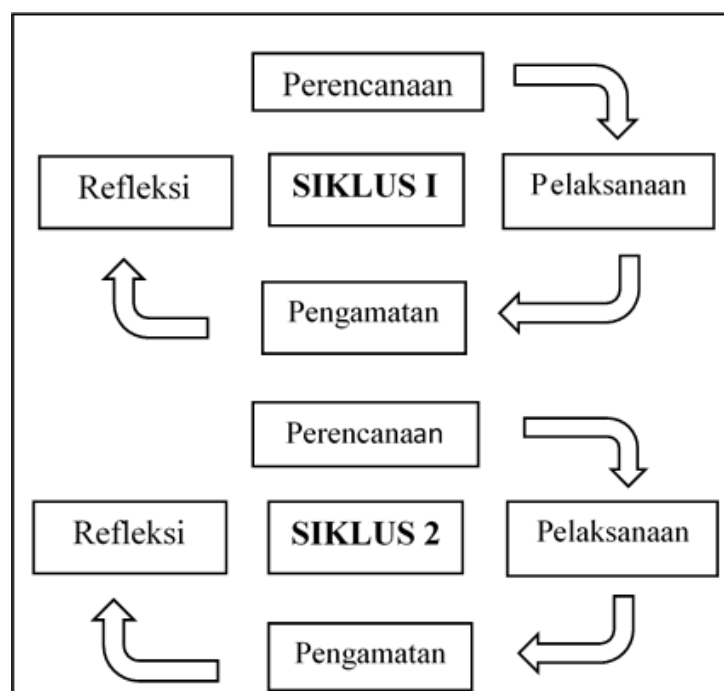 Perencanaan
Refleksi
SIKLUS I
Pelaksanaan
Pengamatan
Perencanaan
Refleksi
SIKLUS 2
Pelaksanaan
Pengamatan